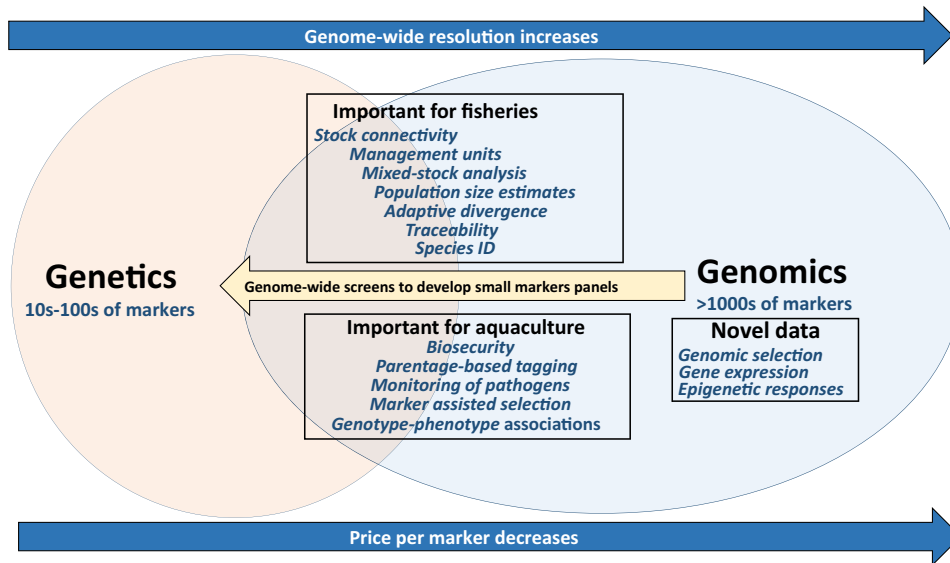 Genome-wide resolution increases
Important for fisheries
Stock connectivity
Management units
Mixed-stock analysis
Population size estimates
Adaptive divergence
Traceability
Species ID
Genetics
10s-100s of markers
Genome-wide screens to develop small markers panels
Genomics
>1000s of markers
Important for aquaculture
Biosecurity
Parentage-based tagging
Monitoring of pathogens
Marker assisted selection
Genotype-phenotype associations
Novel data
Genomic selection
Gene expression
Epigenetic responses
Price per marker decreases